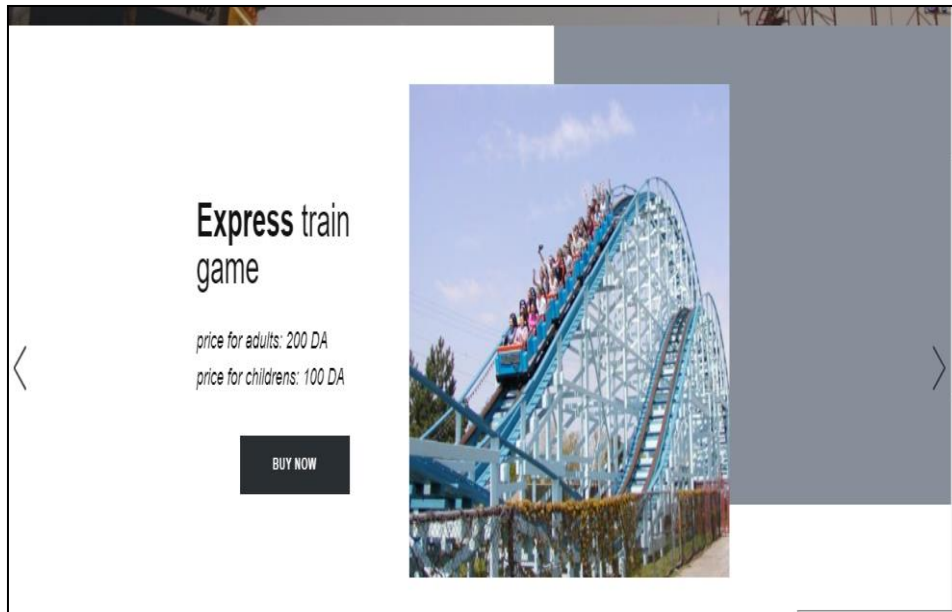 Express train
game
price for adults: 200 DA
price for childrens: 100 DA
BUY NOW